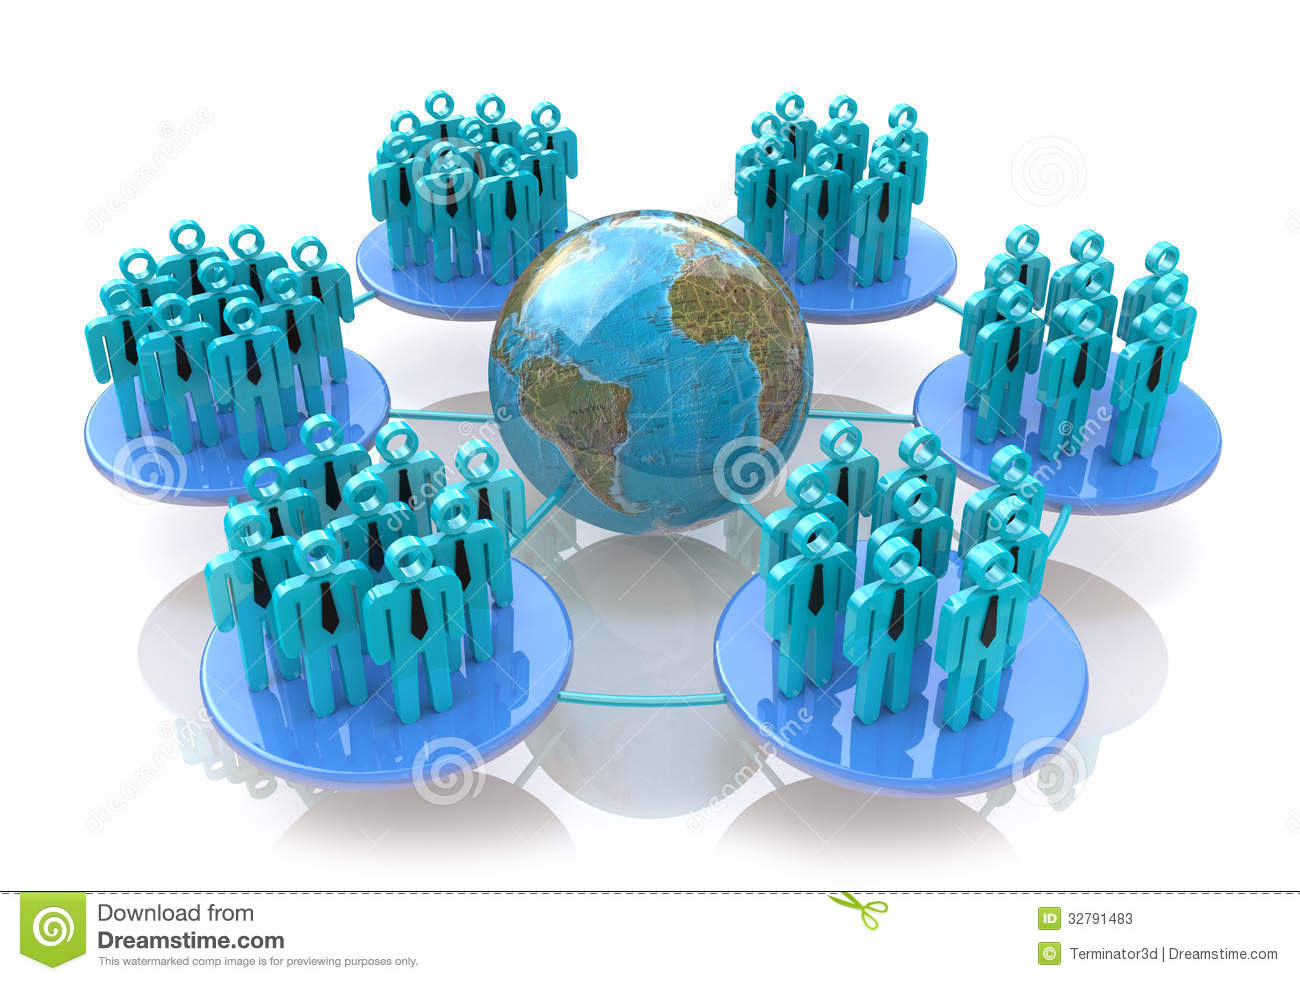 Download from
Dreamstime.com
This watermarked comp image is for previewing purposes only.
ID 32791483
© Terminator3d | Dreamstime.com